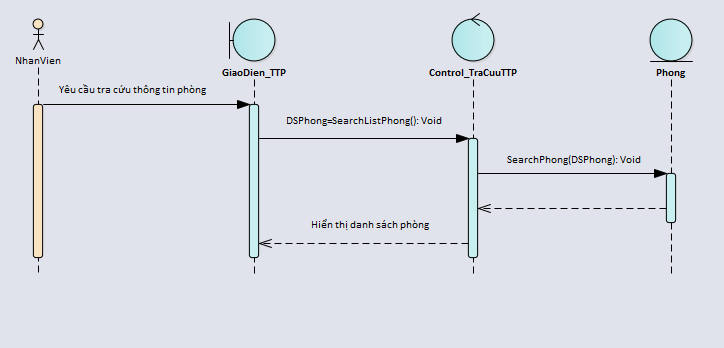 NhanVien
GiaoDien_TTP
Control_TraCuuTTP
Phong
Yêu cầu tra cứu thông tin phòng
DSPhong=SearchListPhong(): Void
SearchPhong(DSPhong): Void
Hiển thị danh sách phòng